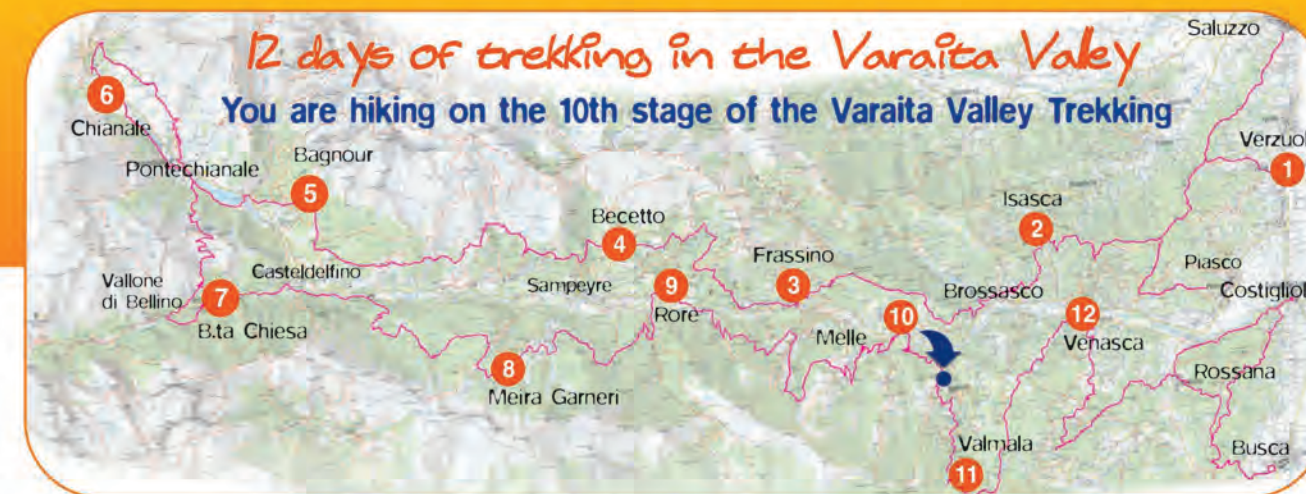 12 days of trekking in the Varaita Valley
You are hiking on the 10th stage of the Varaita Valley Trekking
Saluzzo
6
Chianale
Verzuol
1
Pontechianale
Bagnour
5
Isasca
2
Becetto
4
Frassino
3
Piasco
Costigliol
Vallone
di Bellino
7
B.ta Chiesa
Casteldelfino
Sampeyre
9
Rore
Brossasco
10
12
Venasca
Melle
8
Meira Garneri
Rossana
Valmala
11
Busca